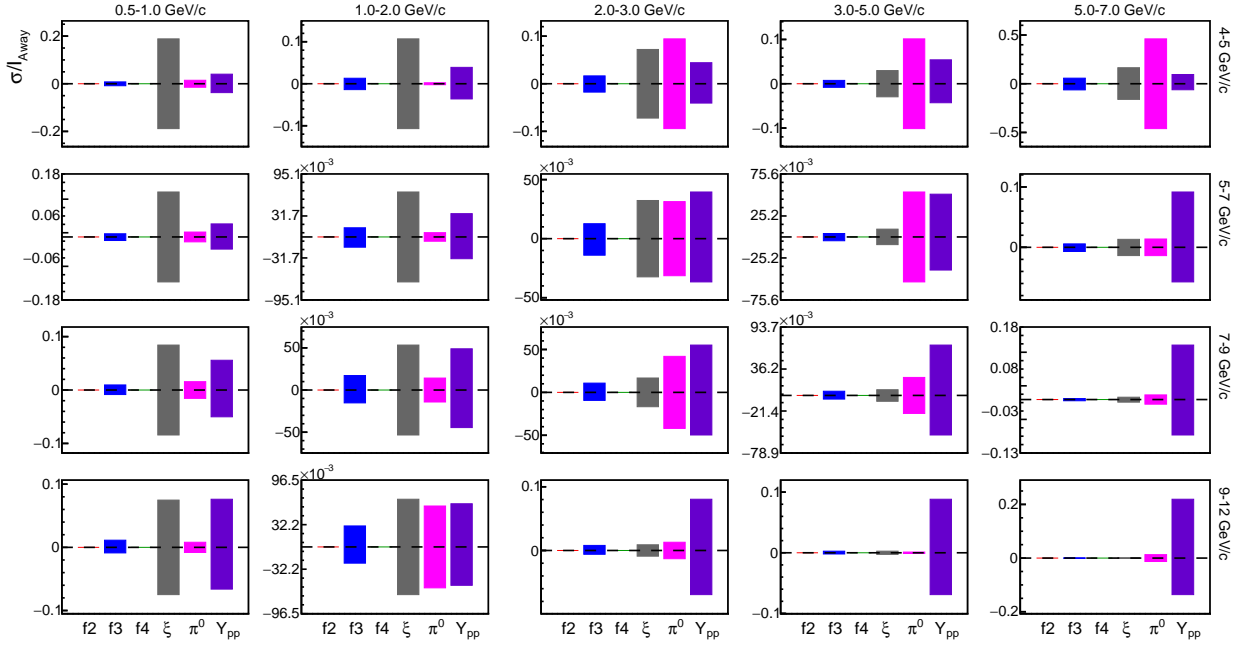 0.5-1.0 GeV/c 1.0-2.0 GeV/c 2.0-3.0 GeV/c 3.0-5.0 GeV/c 5.0-7.0 GeV/c
σ/I_Away
0.2 0.1 0.1 0.1 0.5
0 0 0 0 0
−0.2 −0.1 −0.1 −0.1 −0.5
4-5 GeV/c
×10⁻³ ×10⁻³ ×10⁻³
0.18 95.1 50 75.6 0.1
0.06 31.7 0 25.2 0
−0.06 −31.7 −50 −25.2
−0.18 −95.1 −75.6
5-7 GeV/c
×10⁻³ ×10⁻³ ×10⁻³
0.1 50 50 93.7 0.18
0 0 0 36.2 0.08
−0.1 −50 −50 −21.4 −0.03
−78.9 −0.13
7-9 GeV/c
×10⁻³
0.1 96.5 0.1 0.1 0.2
0 32.2 0 0 0
−0.1 −32.2 −0.1 −0.2
−96.5
9-12 GeV/c
f2 f3 f4 ξ π⁰ Y_pp f2 f3 f4 ξ π⁰ Y_pp f2 f3 f4 ξ π⁰ Y_pp f2 f3 f4 ξ π⁰ Y_pp f2 f3 f4 ξ π⁰ Y_pp